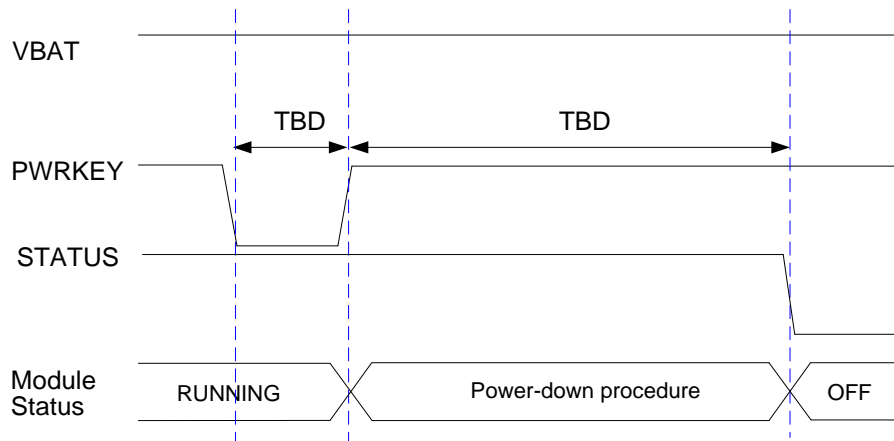 VBAT
TBD
TBD
PWRKEY
STATUS
Module
Status
RUNNING
Power-down procedure
OFF